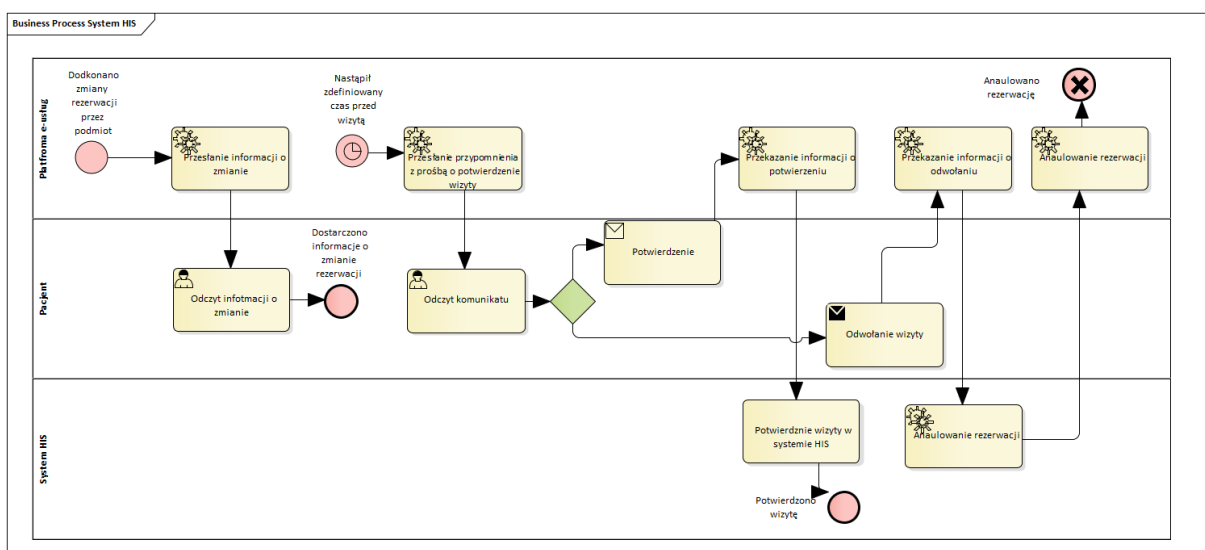 Business Process System HIS
Platfroma e-usług
Dodkonano
zmiany
rezerwacji
przez
podmiot
Przesłanie informacji o
zmianie
Nastąpił
zdefiniowany
czas przed
wizytą
Przesłanie przypomnienia
z prośbą o potwierdzenie
wizyty
Przekazanie informacji o
potwierzeniu
Przekazanie informacji o
odwołaniu
Anaulowano
rezerwację
Anaulowanie rezerwacji
Pacjent
Odczyt infotmacji o
zmianie
Dostarczono
informacje o
zmianie
rezerwacji
Odczyt komunikatu
Potwierdzenie
Odwołanie wizyty
System HIS
Potwierdznie wizyty w
systemie HIS
Potwierdzono
wizytę
Anaulowanie rezerwacji